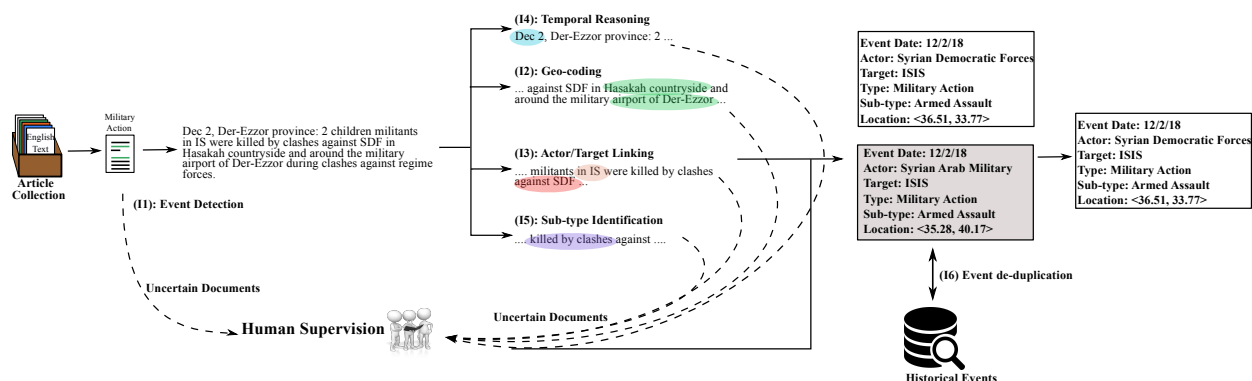 English
Text
Article
Collection
Military
Action
Dec 2, Der-Ezzor province: 2 children militants
in IS were killed by clashes against SDF in
Hasakah countryside and around the military
airport of Der-Ezzor during clashes against regime
forces.
(I1): Event Detection
Uncertain Documents
Human Supervision
(I4): Temporal Reasoning
Dec 2, Der-Ezzor province: 2 ...
(I2): Geo-coding
... against SDF in Hasakah countryside and
around the military airport of Der-Ezzor ...
(I3): Actor/Target Linking
.... militants in IS were killed by clashes
against SDF ...
(I5): Sub-type Identification
.... killed by clashes against ....
Uncertain Documents
Event Date: 12/2/18
Actor: Syrian Democratic Forces
Target: ISIS
Type: Military Action
Sub-type: Armed Assault
Location: <36.51, 33.77>
Event Date: 12/2/18
Actor: Syrian Arab Military
Target: ISIS
Type: Military Action
Sub-type: Armed Assault
Location: <35.28, 40.17>
(I6) Event de-duplication
Historical Events
Event Date: 12/2/18
Actor: Syrian Democratic Forces
Target: ISIS
Type: Military Action
Sub-type: Armed Assault
Location: <36.51, 33.77>